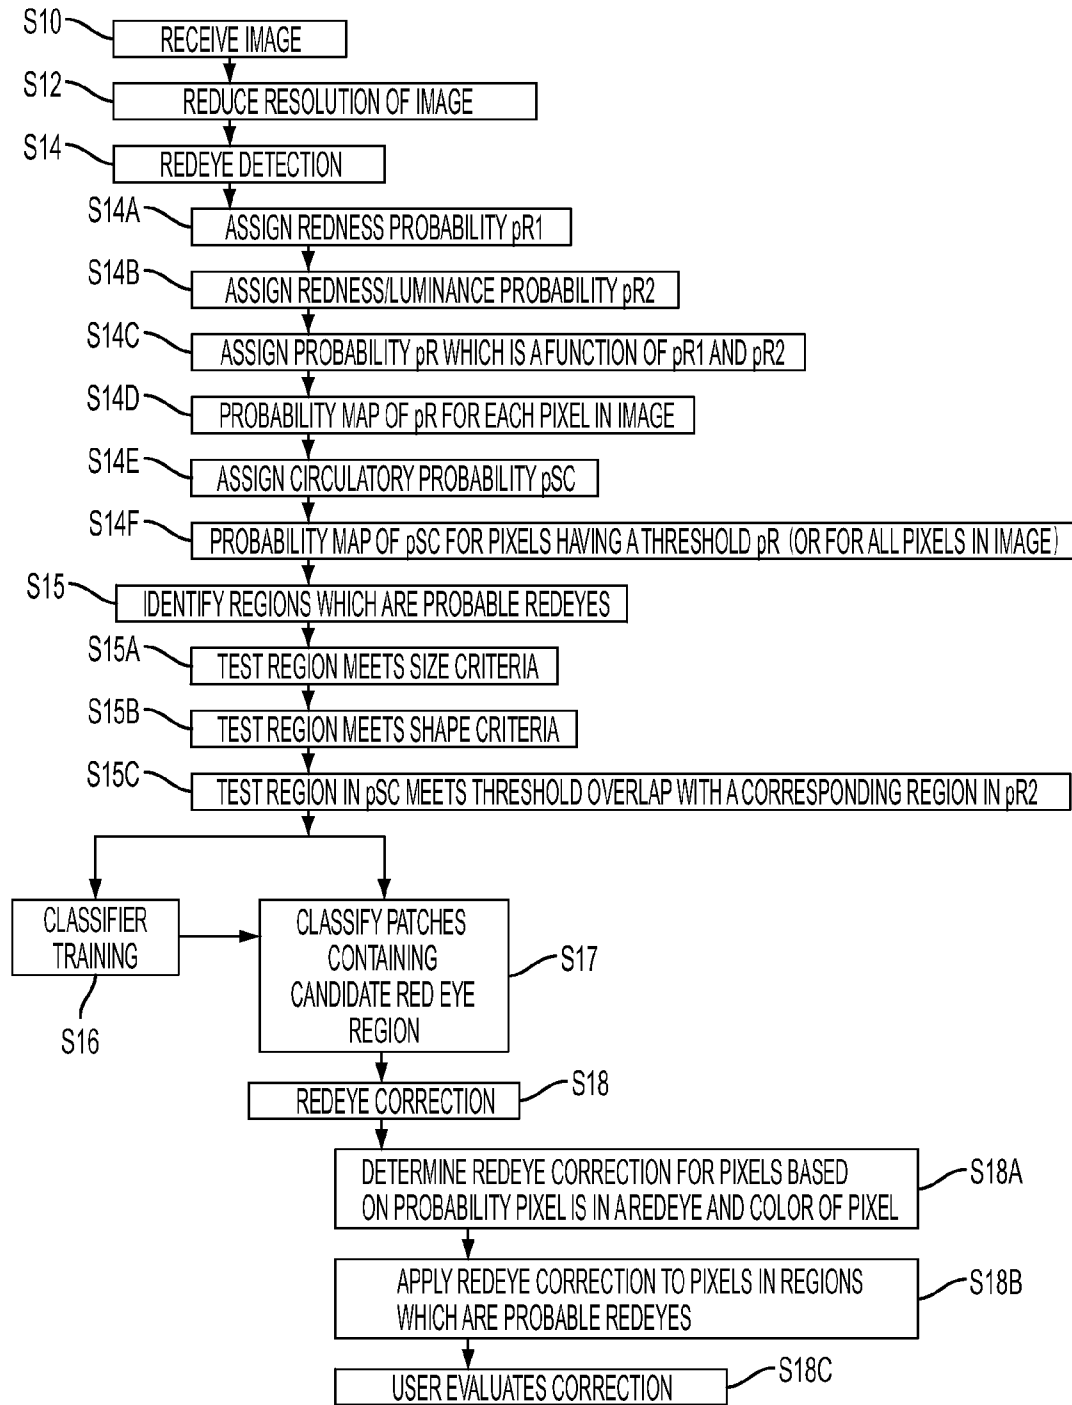 S10
RECEIVE IMAGE
S12
REDUCE RESOLUTION OF IMAGE
S14
REDEYE DETECTION
S14A
ASSIGN REDNESS PROBABILITY pR1
S14B
ASSIGN REDNESS/LUMINANCE PROBABILITY pR2
S14C
ASSIGN PROBABILITY pR WHICH IS A FUNCTION OF pR1 AND pR2
S14D
PROBABILITY MAP OF pR FOR EACH PIXEL IN IMAGE
S14E
ASSIGN CIRCULATORY PROBABILITY pSC
S14F
PROBABILITY MAP OF pSC FOR PIXELS HAVING A THRESHOLD pR (OR FOR ALL PIXELS IN IMAGE)
S15
IDENTIFY REGIONS WHICH ARE PROBABLE REDEYES
S15A
TEST REGION MEETS SIZE CRITERIA
S15B
TEST REGION MEETS SHAPE CRITERIA
S15C
TEST REGION IN pSC MEETS THRESHOLD OVERLAP WITH A CORRESPONDING REGION IN pR2
CLASSIFIER
TRAINING
S16
CLASSIFY PATCHES
CONTAINING
CANDIDATE RED EYE
REGION
S17
REDEYE CORRECTION
S18
DETERMINE REDEYE CORRECTION FOR PIXELS BASED
ON PROBABILITY PIXEL IS IN A REDEYE AND COLOR OF PIXEL
S18A
APPLY REDEYE CORRECTION TO PIXELS IN REGIONS
WHICH ARE PROBABLE REDEYES
S18B
USER EVALUATES CORRECTION
S18C